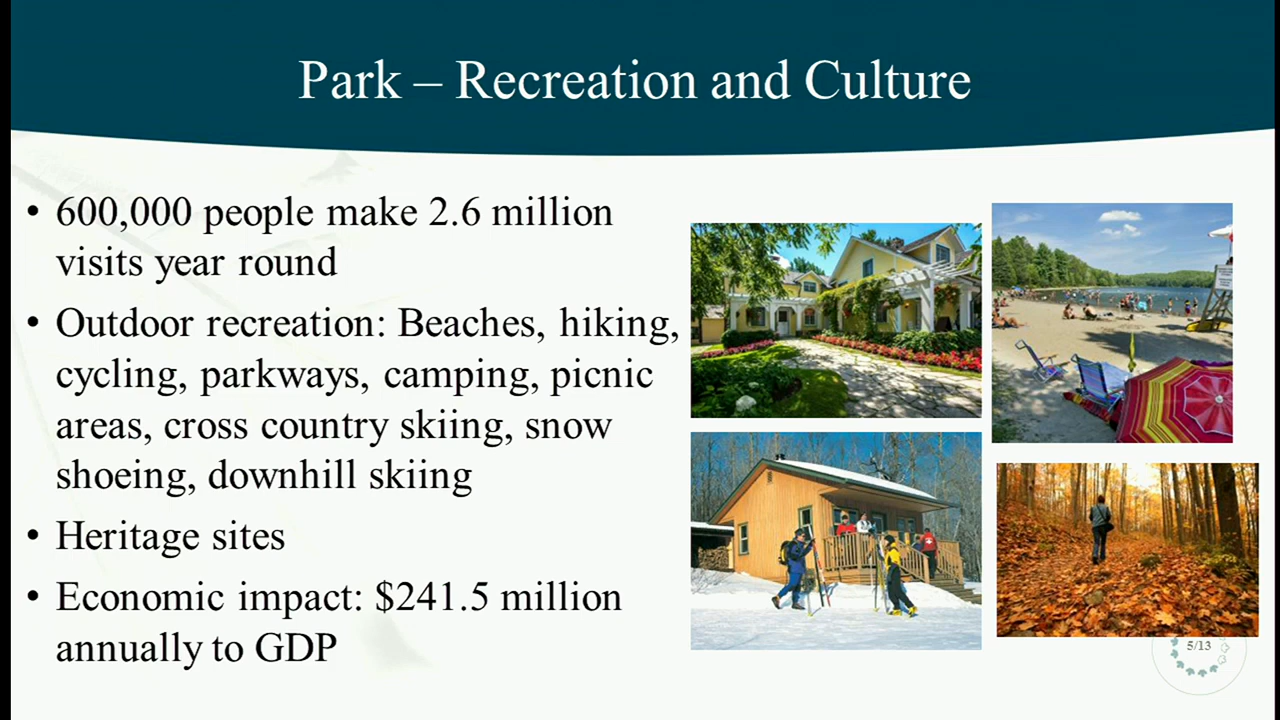 Park – Recreation and Culture
• 600,000 people make 2.6 million
visits year round
• Outdoor recreation: Beaches, hiking,
cycling, parkways, camping, picnic
areas, cross country skiing, snow
shoeing, downhill skiing
• Heritage sites
• Economic impact: $241.5 million
annually to GDP
5/13